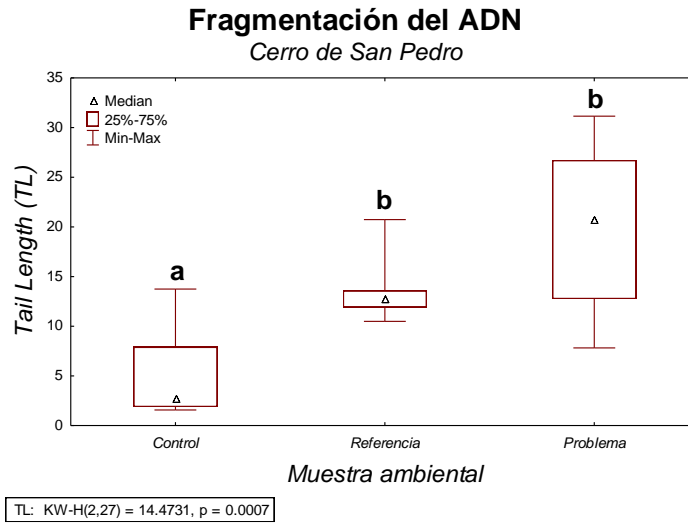 Fragmentación del ADN
Cerro de San Pedro
35
30
25
20
15
10
5
0
Tail Length (TL)
Median
25%-75%
Min-Max
a
b
b
Control
Referencia
Problema
Muestra ambiental
TL: KW-H(2,27) = 14.4731, p = 0.0007